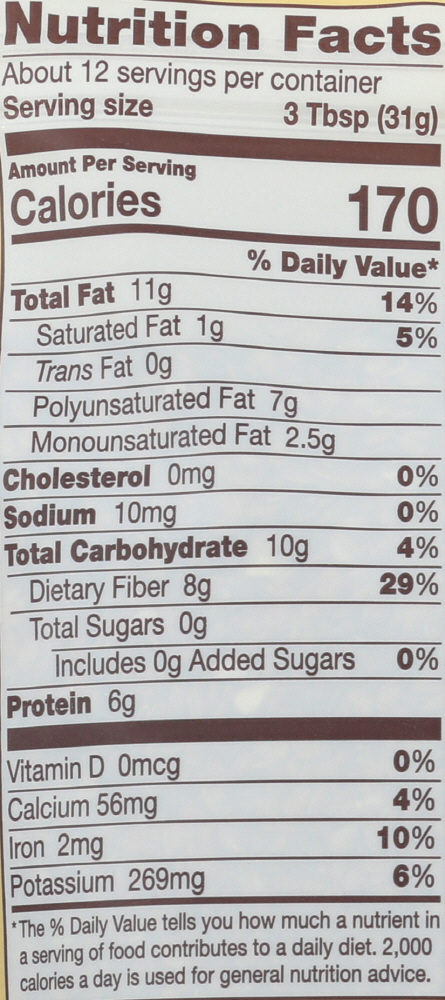 Nutrition Facts
About 12 servings per container
Serving size 3 Tbsp (31g)
Amount Per Serving
Calories 170
% Daily Value*
Total Fat 11g 14%
Saturated Fat 1g 5%
Trans Fat 0g
Polyunsaturated Fat 7g
Monounsaturated Fat 2.5g
Cholesterol 0mg 0%
Sodium 10mg 0%
Total Carbohydrate 10g 4%
Dietary Fiber 8g 29%
Total Sugars 0g
Includes 0g Added Sugars 0%
Protein 6g
Vitamin D 0mcg 0%
Calcium 56mg 4%
Iron 2mg 10%
Potassium 269mg 6%
*The % Daily Value tells you how much a nutrient in
a serving of food contributes to a daily diet. 2,000
calories a day is used for general nutrition advice.